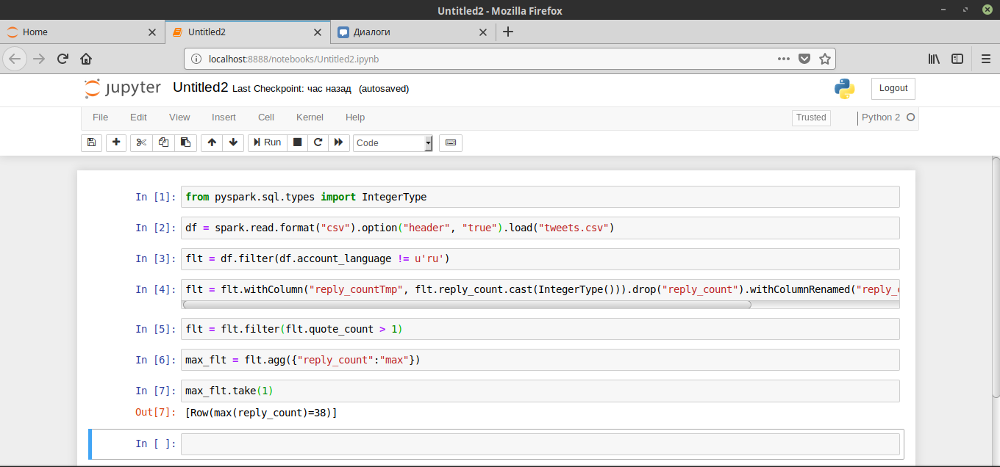 Untitled2 - Mozilla Firefox
Home Untitled2 Диалоги
localhost:8888/notebooks/Untitled2.ipynb
jupyter Untitled2 Last Checkpoint: час назад (autosaved) Logout
File Edit View Insert Cell Kernel Help Trusted Python 2
Run Code
In [1]: from pyspark.sql.types import IntegerType
In [2]: df = spark.read.format("csv").option("header", "true").load("tweets.csv")
In [3]: flt = df.filter(df.account_language != u'ru')
In [4]: flt = flt.withColumn("reply_countTmp", flt.reply_count.cast(IntegerType())).drop("reply_count").withColumnRenamed("reply_
In [5]: flt = flt.filter(flt.quote_count > 1)
In [6]: max_flt = flt.agg({"reply_count":"max"})
In [7]: max_flt.take(1)
Out[7]: [Row(max(reply_count)=38)]
In [ ]: